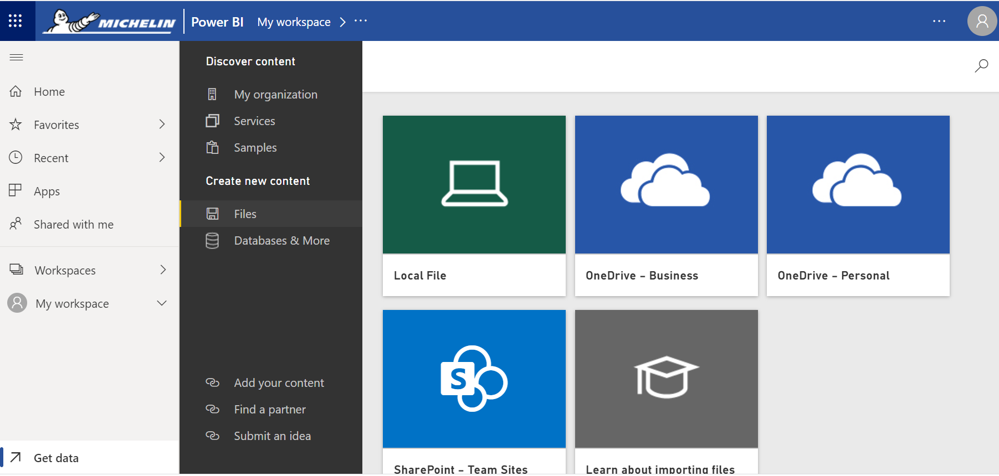 MICHELIN
Power BI
My workspace
Home
Favorites
Recent
Apps
Shared with me
Workspaces
My workspace
Get data
Discover content
My organization
Services
Samples
Create new content
Files
Databases & More
Add your content
Find a partner
Submit an idea
Local File
OneDrive – Business
OneDrive – Personal
S
SharePoint – Team Sites
Learn about importing files